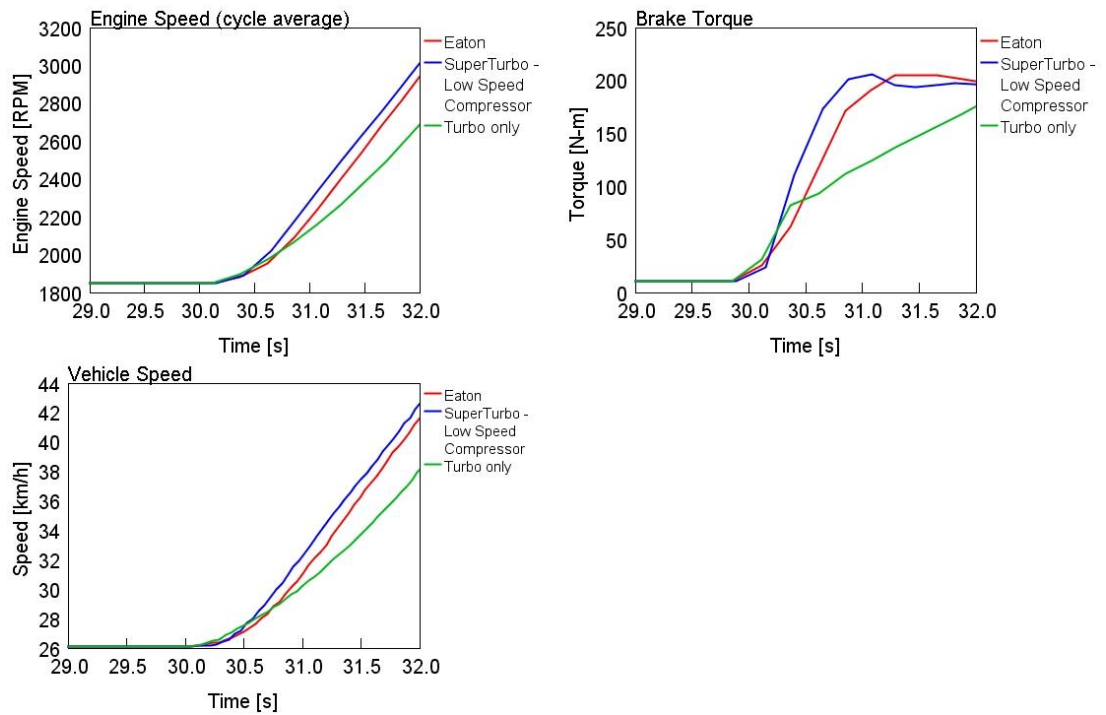 Engine Speed (cycle average)
3200
3000
2800
2600
2400
2200
2000
1800
Engine Speed [RPM]
29.0 29.5 30.0 30.5 31.0 31.5 32.0
Time [s]
Eaton
SuperTurbo -
Low Speed
Compressor
Turbo only
Brake Torque
250
200
150
100
50
0
Torque [N-m]
29.0 29.5 30.0 30.5 31.0 31.5 32.0
Time [s]
Eaton
SuperTurbo -
Low Speed
Compressor
Turbo only
Vehicle Speed
44
42
40
38
36
34
32
30
28
26
Speed [km/h]
29.0 29.5 30.0 30.5 31.0 31.5 32.0
Time [s]
Eaton
SuperTurbo -
Low Speed
Compressor
Turbo only